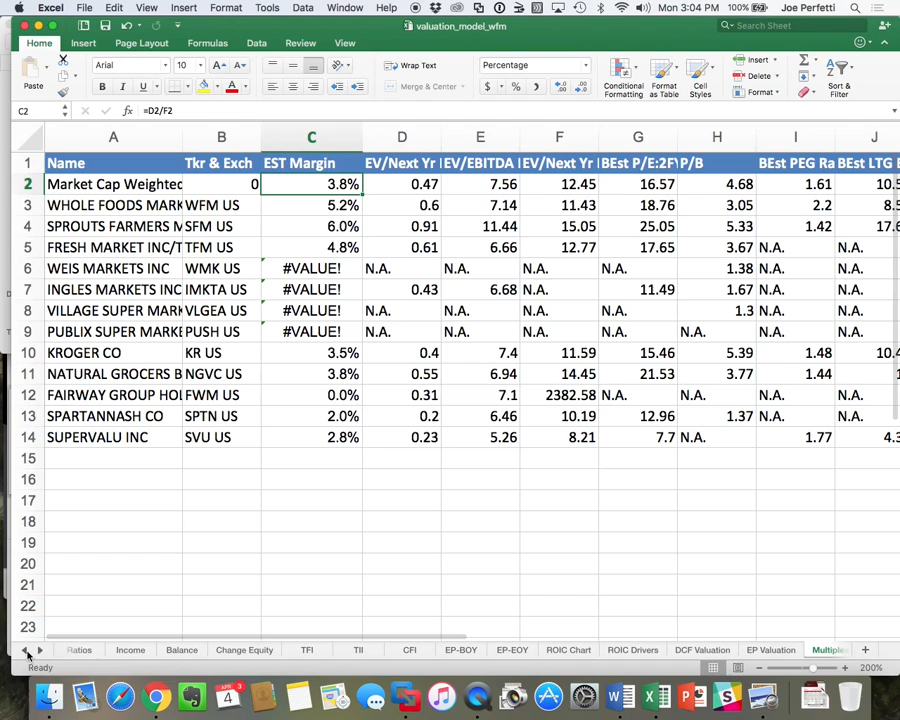 Excel File Edit View Insert Format Tools Data Window Help 100% Mon 3:04 PM Joe Perfetti
valuation_model_wfm Search Sheet
Home Insert Page Layout Formulas Data Review View
Paste Arial 10 Wrap Text Merge & Center Percentage Conditional Formatting Format as Table Cell Styles Insert Delete Format Sort & Filter
C2 fx =D2/F2
A B C D E F G H I J
1 Name Tkr & Exch EST Margin EV/Next Yr EV/EBITDA EV/Next Yr BEst P/E:2FY P/B BEst PEG Ra BEst LTG
2 Market Cap Weighted 0 3.8% 0.47 7.56 12.45 16.57 4.68 1.61 10.5
3 WHOLE FOODS MARK WFM US 5.2% 0.6 7.14 11.43 18.76 3.05 2.2 8.5
4 SPROUTS FARMERS M SFM US 6.0% 0.91 11.44 15.05 25.05 5.33 1.42 17.6
5 FRESH MARKET INC/T TFM US 4.8% 0.61 6.66 12.77 17.65 3.67 N.A. N.A.
6 WEIS MARKETS INC WMK US #VALUE! N.A. N.A. N.A. N.A. 1.38 N.A. N.A.
7 INGLES MARKETS INC IMKTA US #VALUE! 0.43 6.68 N.A. 11.49 1.67 N.A. N.A.
8 VILLAGE SUPER MARK VLGEA US #VALUE! N.A. N.A. N.A. N.A. 1.3 N.A. N.A.
9 PUBLIX SUPER MARKE PUSH US #VALUE! N.A. N.A. N.A. N.A. N.A. N.A. N.A.
10 KROGER CO KR US 3.5% 0.4 7.4 11.59 15.46 5.39 1.48 10.4
11 NATURAL GROCERS B NGVC US 3.8% 0.55 6.94 14.45 21.53 3.77 1.44 1
12 FAIRWAY GROUP HOL FWM US 0.0% 0.31 7.1 2382.58 N.A. N.A. N.A. N.A.
13 SPARTANNASH CO SPTN US 2.0% 0.2 6.46 10.19 12.96 1.37 N.A. N.A.
14 SUPERVALU INC SVU US 2.8% 0.23 5.26 8.21 7.7 N.A. 1.77 4.3
15
16
17
18
19
20
21
22
23
Ratios Income Balance Change Equity TFI TII CFI EP-BOY EP-EOY ROIC Chart ROIC Drivers DCF Valuation EP Valuation Multiples
Ready 200%